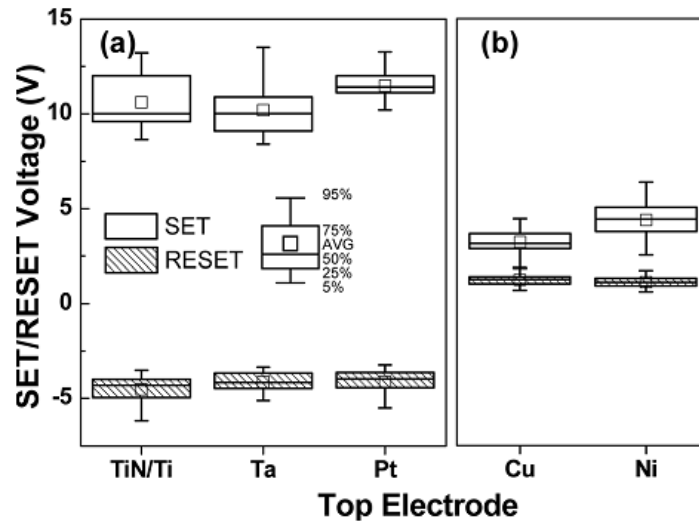 SET/RESET Voltage (V)
15
10
5
0
-5
(a)
(b)
SET
RESET
95%
75%
AVG
50%
25%
5%
TiN/Ti
Ta
Pt
Cu
Ni
Top Electrode